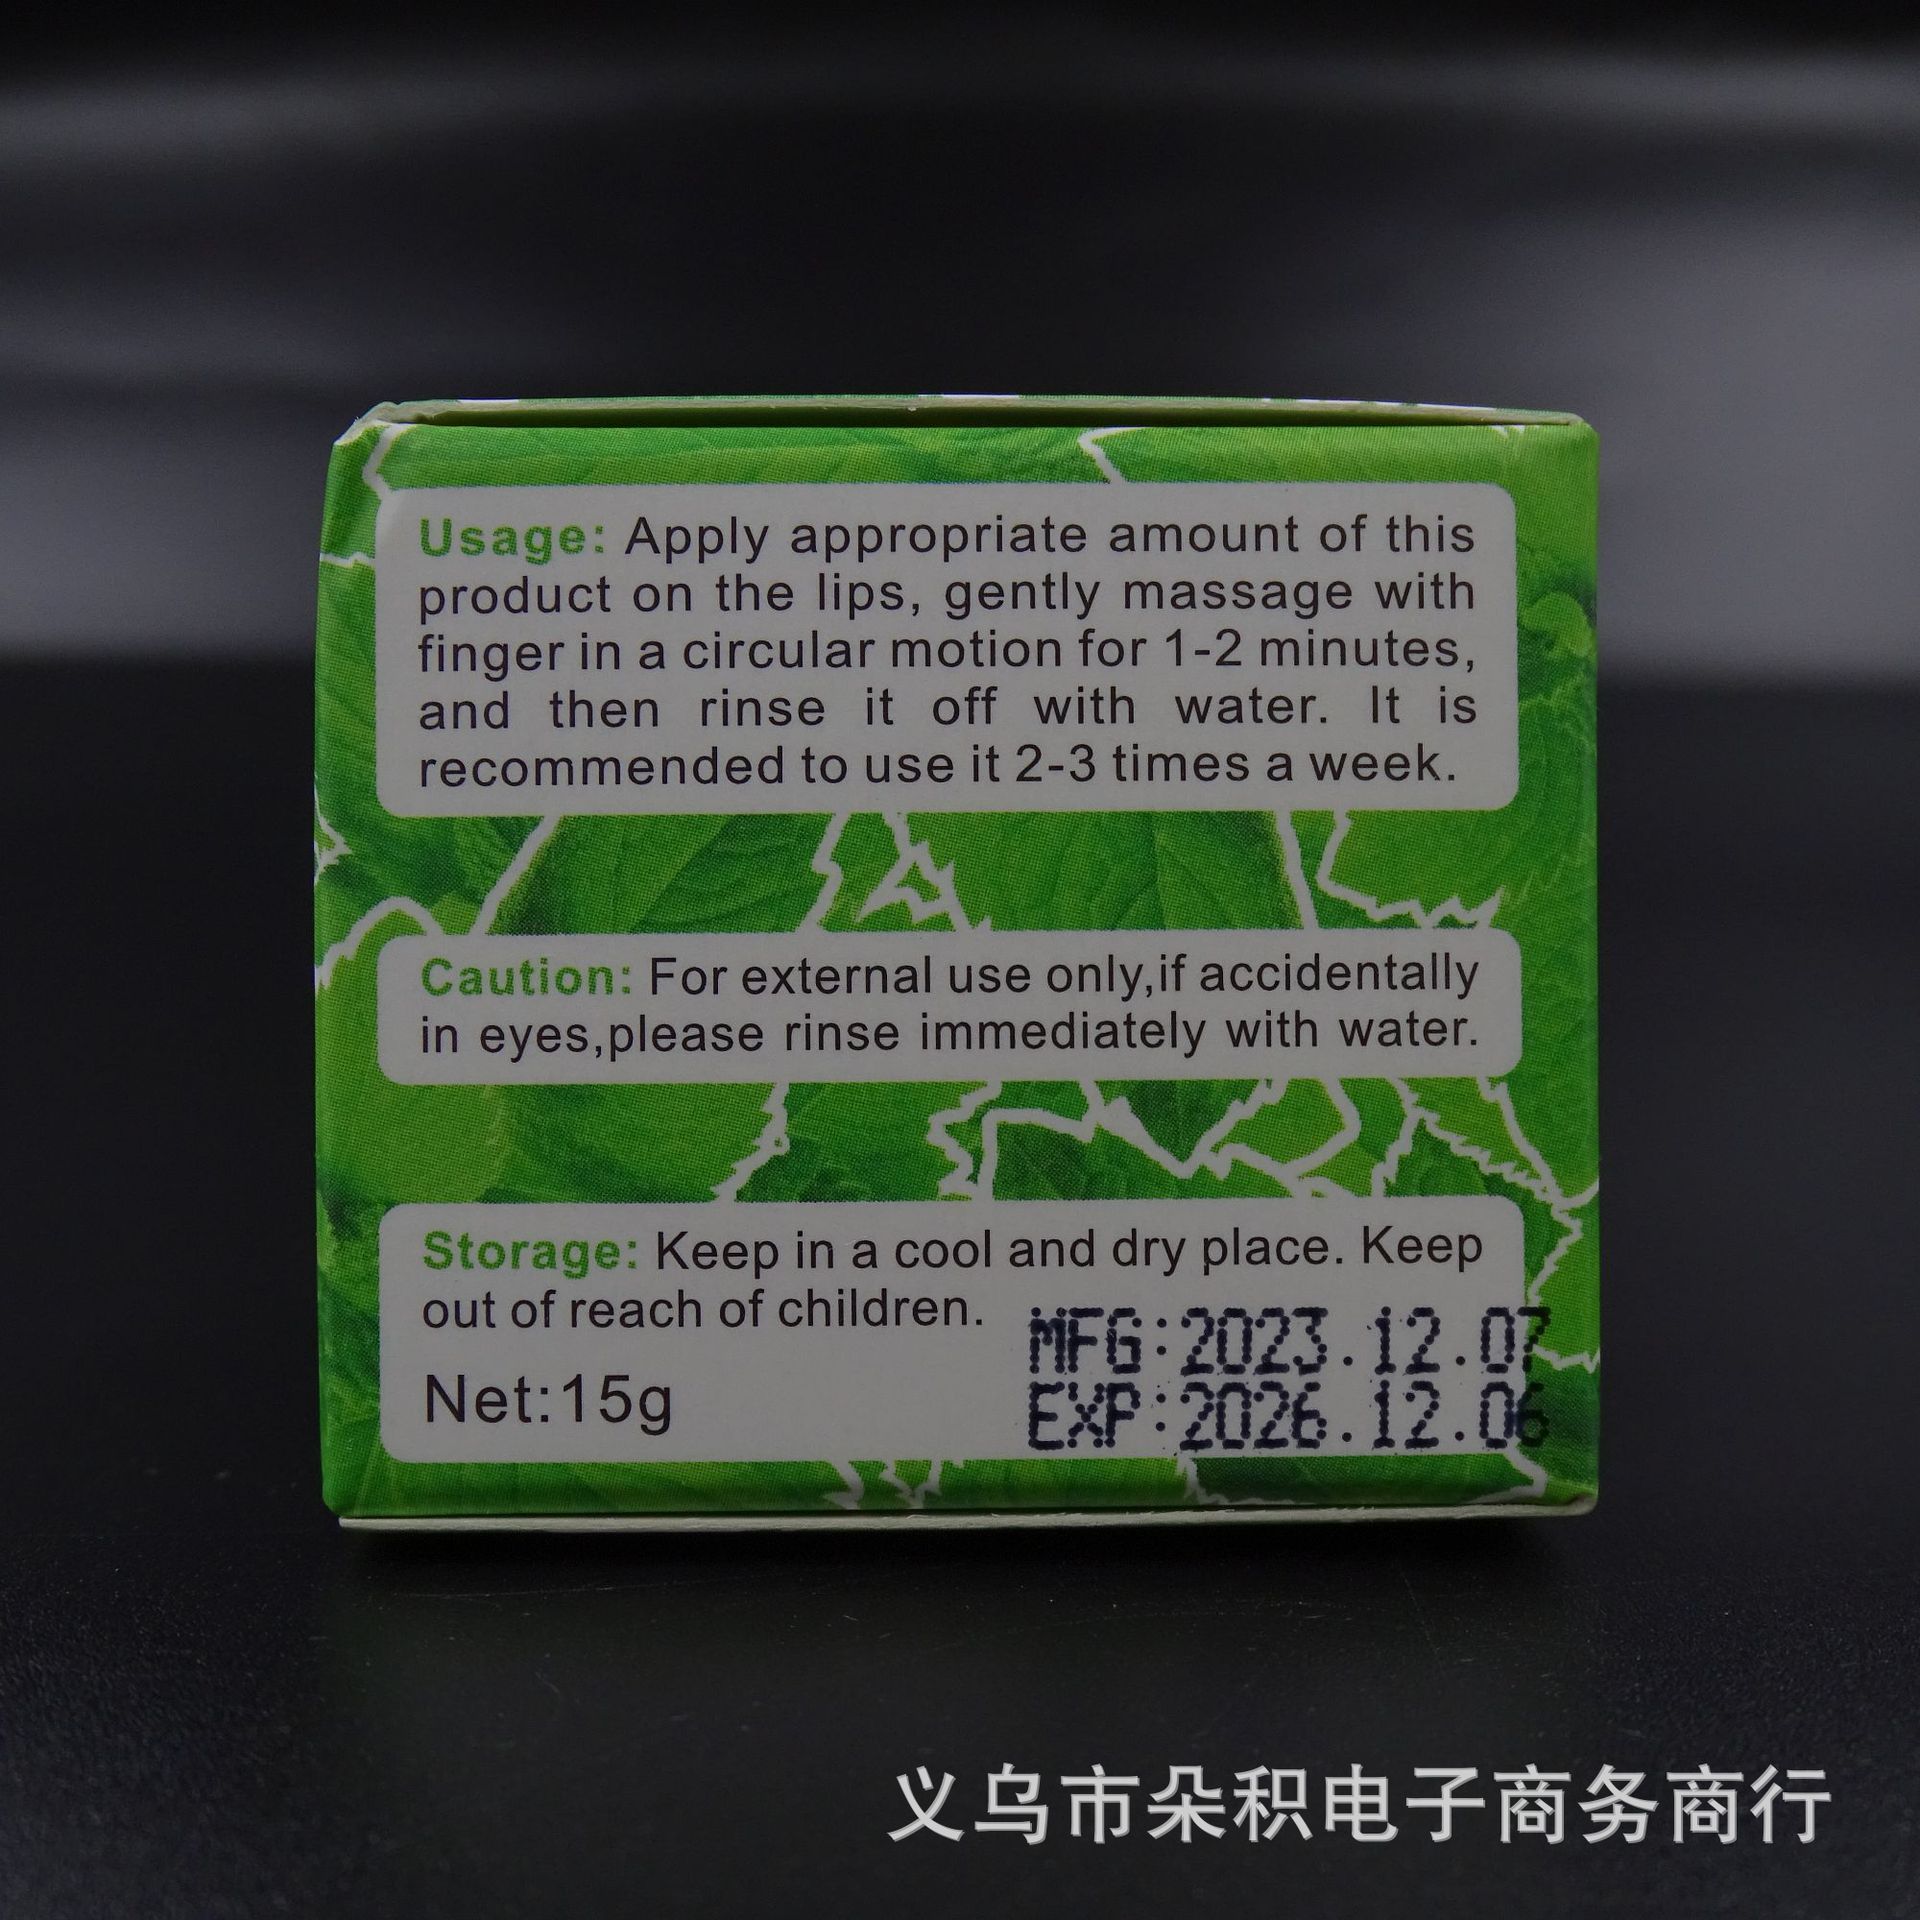 Usage: Apply appropriate amount of this
product on the lips, gently massage with
finger in a circular motion for 1-2 minutes,
and then rinse it off with water. It is
recommended to use it 2-3 times a week.
Caution: For external use only,if accidentally
in eyes,please rinse immediately with water.
Storage: Keep in a cool and dry place. Keep
out of reach of children.
MFG:2023.12.07
Net:15g
EXP:2026.12.06
义乌市朵积电子商务商行